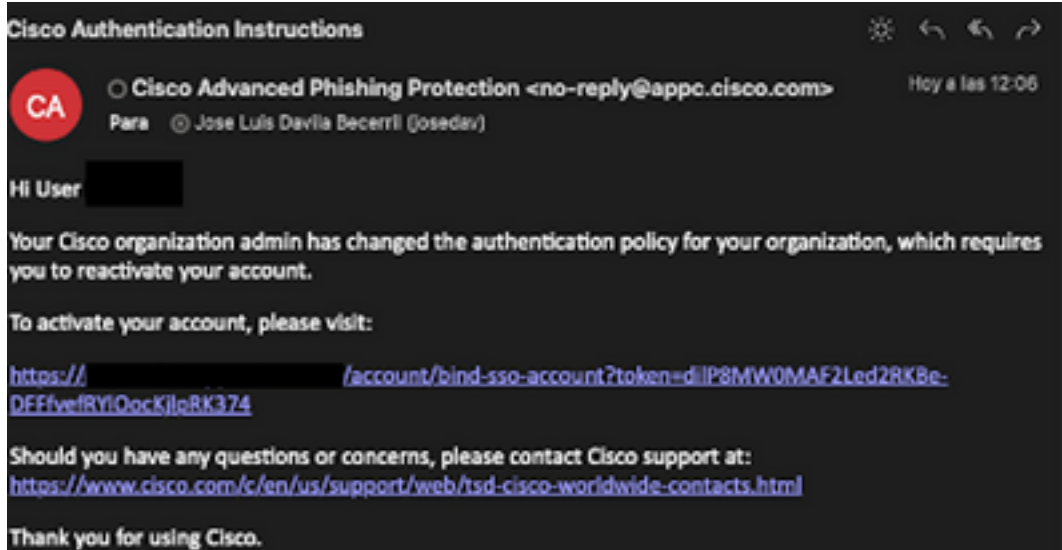 Cisco Authentication Instructions
CA
Cisco Advanced Phishing Protection <no-reply@appc.cisco.com>
Hoy a las 12:06
Para Jose Luis Davila Becerril (josedav)
Hi User
Your Cisco organization admin has changed the authentication policy for your organization, which requires
you to reactivate your account.
To activate your account, please visit:
https://
/account/bind-sso-account?token=
Should you have any questions or concerns, please contact Cisco support at:
https://www.cisco.com/c/en/us/support/web/tsd-cisco-worldwide-contacts.html
Thank you for using Cisco.